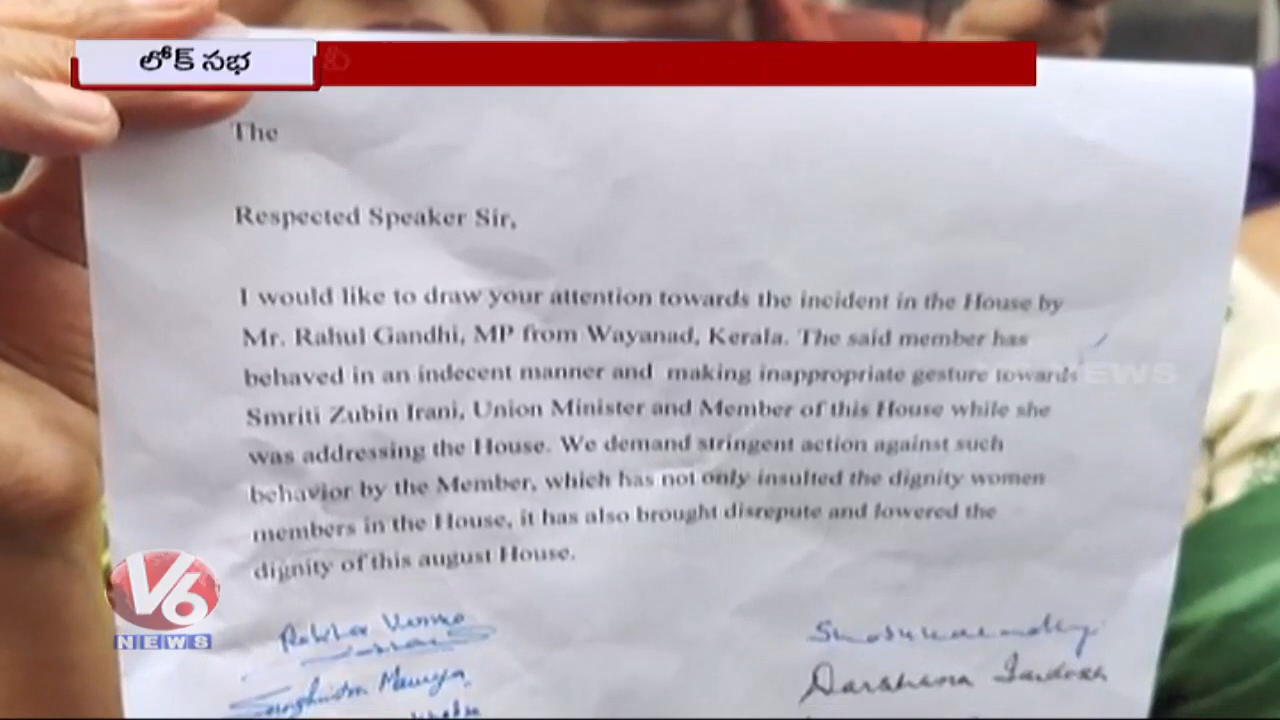 లోక్ సభ
The
Respected Speaker Sir,
I would like to draw your attention towards the incident in the House by
Mr. Rahul Gandhi, MP from Wayanad, Kerala. The said member has
behaved in an indecent manner and making inappropriate gesture towards
Smriti Zubin Irani, Union Minister and Member of this House while she
was addressing the House. We demand stringent action against such
behavior by the Member, which has not only insulted the dignity women
members in the House, it has also brought disrepute and lowered the
dignity of this august House.
Darshana Jardosh
V6
NEWS